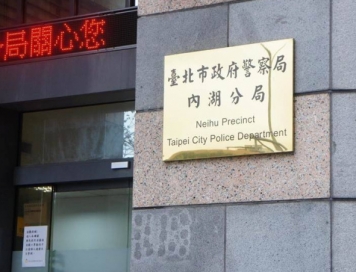 局關心您
臺北市政府警察局
內湖分局
Neihu Precinct
Taipei City Police Department